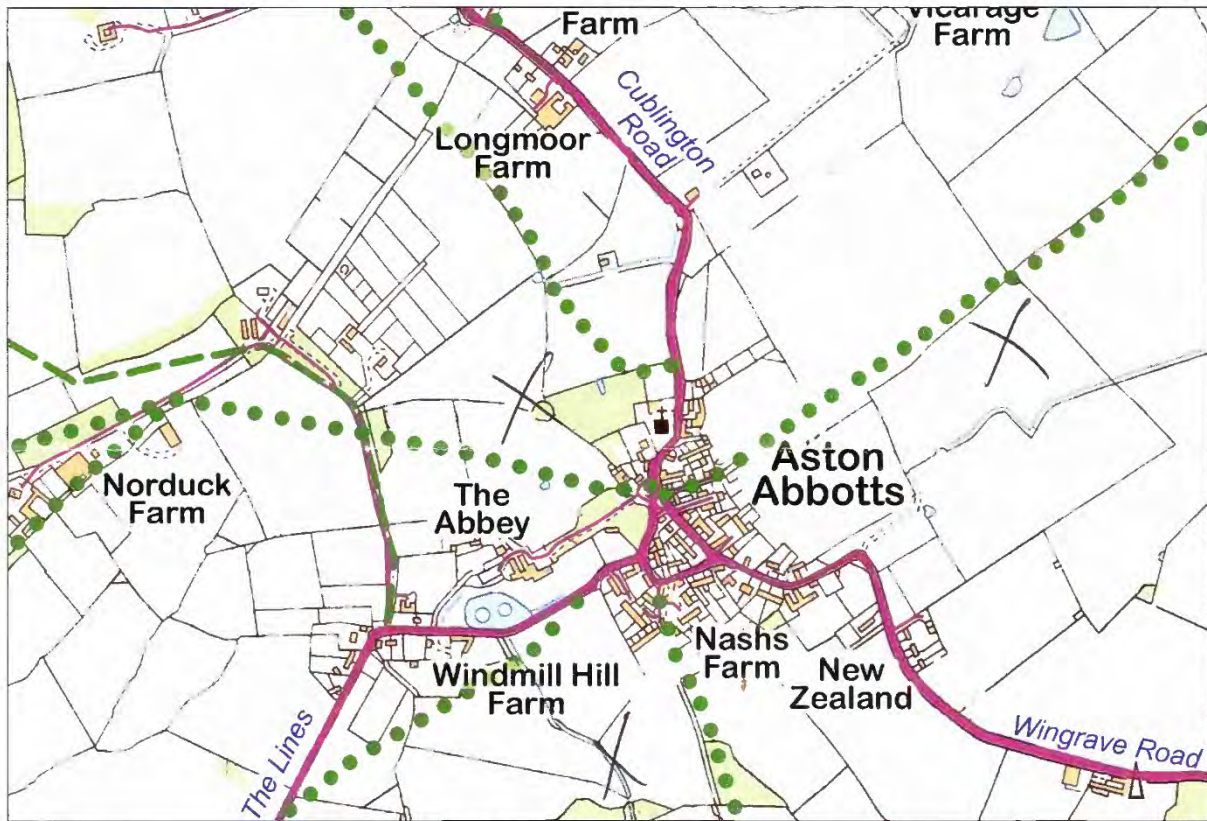 Farm
Vicarage
Farm
Cublington
Road
Longmoor
Farm
Norduck
Farm
The
Abbey
Aston
Abbotts
Windmill Hill
Farm
Nashs
Farm
New
Zealand
The Lines
Wingrave Road